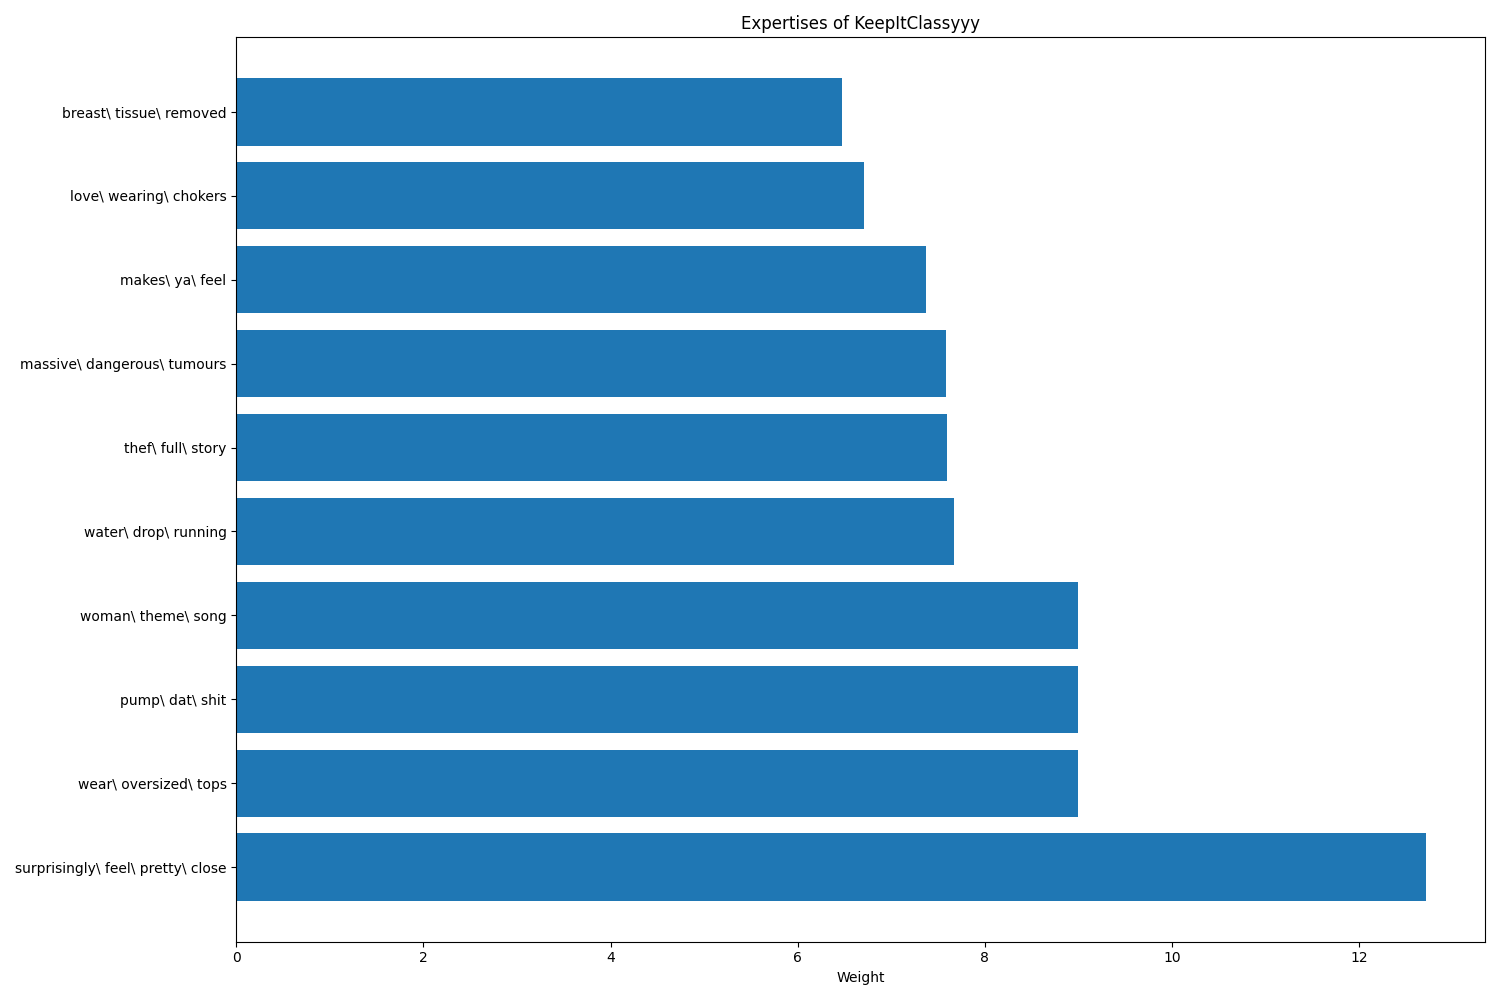 Expertises of KeepItClassyyy
breast\ tissue\ removed
love\ wearing\ chokers
makes\ ya\ feel
massive\ dangerous\ tumours
thef\ full\ story
water\ drop\ running
woman\ theme\ song
pump\ dat\ shit
wear\ oversized\ tops
surprisingly\ feel\ pretty\ close
0 2 4 6 8 10 12
Weight